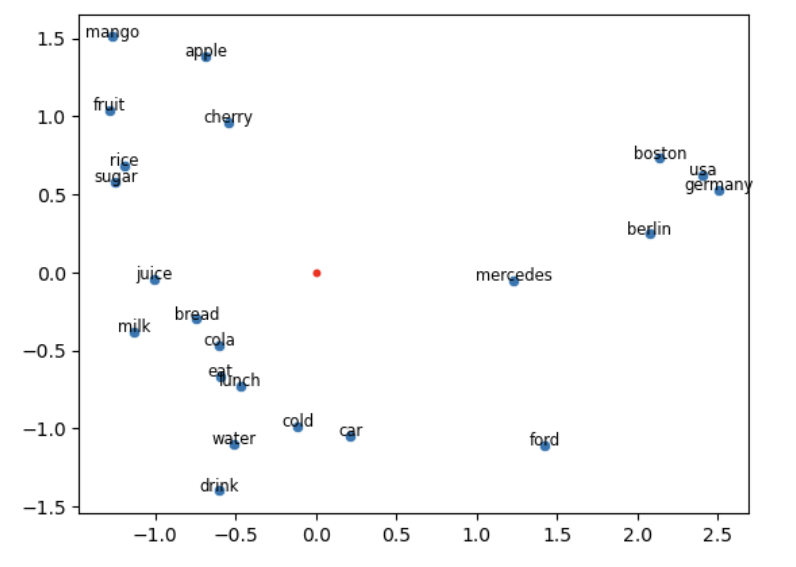 mango
apple
1.5
fruit
cherry
1.0
rice
sugar
boston
usa
germany
0.5
berlin
juice
mercedes
0.0
bread
milk
cola
−0.5
eat
lunch
cold
car
water
ford
−1.0
drink
−1.5
−1.0 −0.5 0.0 0.5 1.0 1.5 2.0 2.5